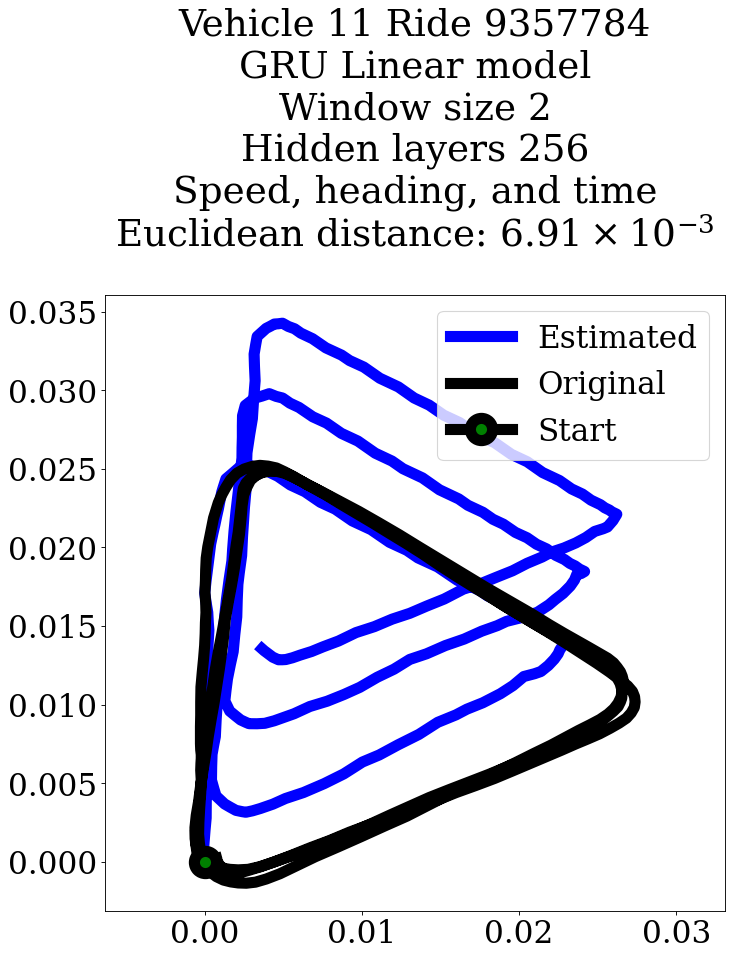 Vehicle 11 Ride 9357784
GRU Linear model
Window size 2
Hidden layers 256
Speed, heading, and time
Euclidean distance: 6.91 × 10⁻³
0.035
0.030
0.025
0.020
0.015
0.010
0.005
0.000
Estimated
Original
Start
0.00 0.01 0.02 0.03